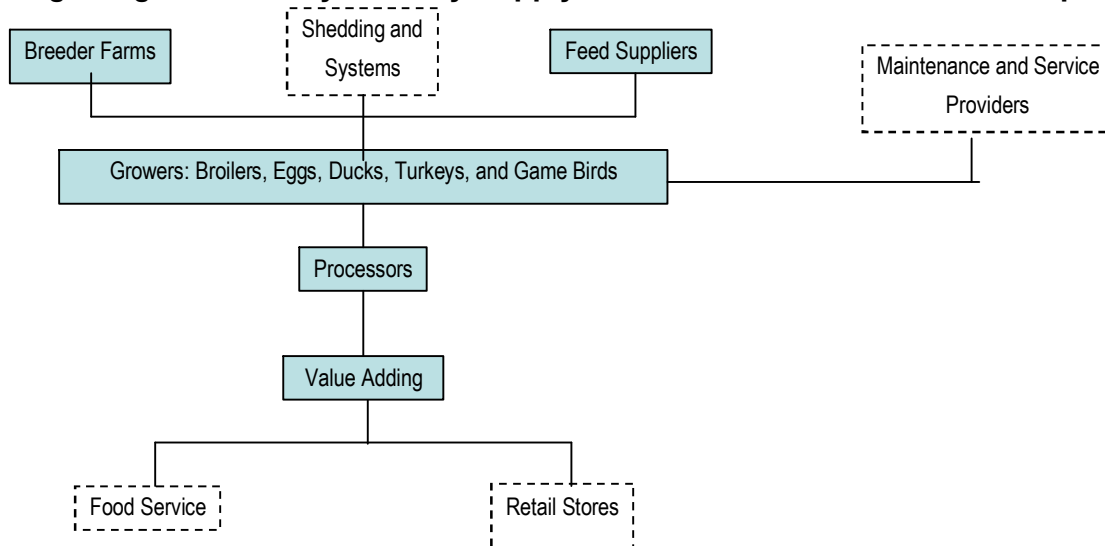 Breeder Farms
Shedding and
Systems
Feed Suppliers
Maintenance and Service
Providers
Growers: Broilers, Eggs, Ducks, Turkeys, and Game Birds
Processors
Value Adding
Food Service
Retail Stores